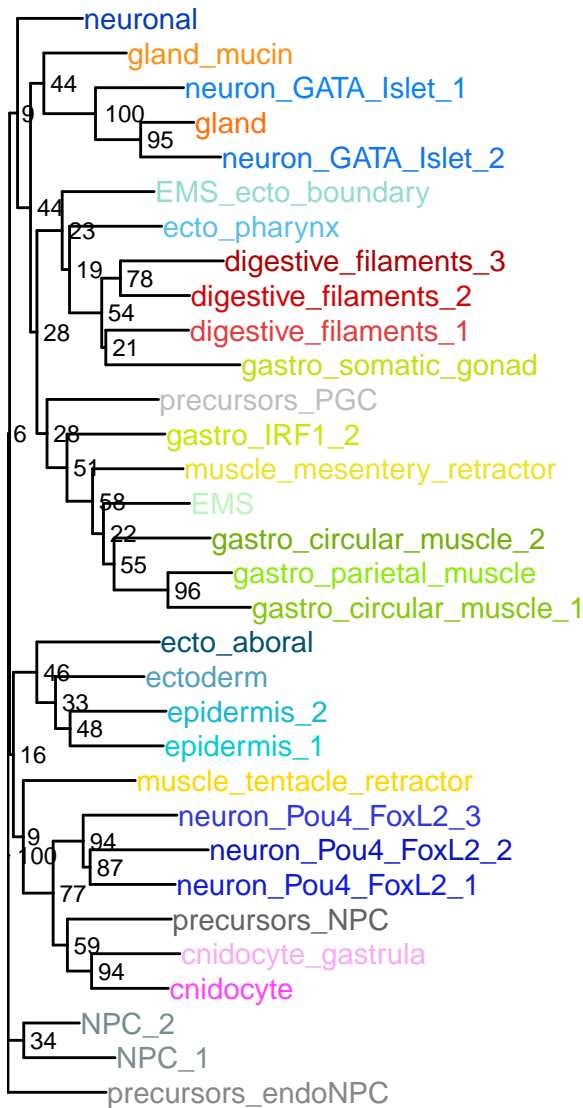 neuronal
gland_mucin
44
neuron_GATA_Islet_1
9
100
gland
95
neuron_GATA_Islet_2
EMS_ecto_boundary
44
23
ecto_pharynx
digestive_filaments_3
19
78
digestive_filaments_2
54
digestive_filaments_1
28
21
gastro_somatic_gonad
precursors_PGC
6
28
gastro_IRF1_2
51
muscle_mesentery_retractor
58
EMS
22
gastro_circular_muscle_2
55
gastro_parietal_muscle
96
gastro_circular_muscle_1
ecto_aboral
46
ectoderm
33
epidermis_2
48
16
epidermis_1
muscle_tentacle_retractor
neuron_Pou4_FoxL2_3
9
94
100
neuron_Pou4_FoxL2_2
87
77
neuron_Pou4_FoxL2_1
precursors_NPC
59
cnidocyte_gastrula
94
cnidocyte
NPC_2
34
NPC_1
precursors_endoNPC